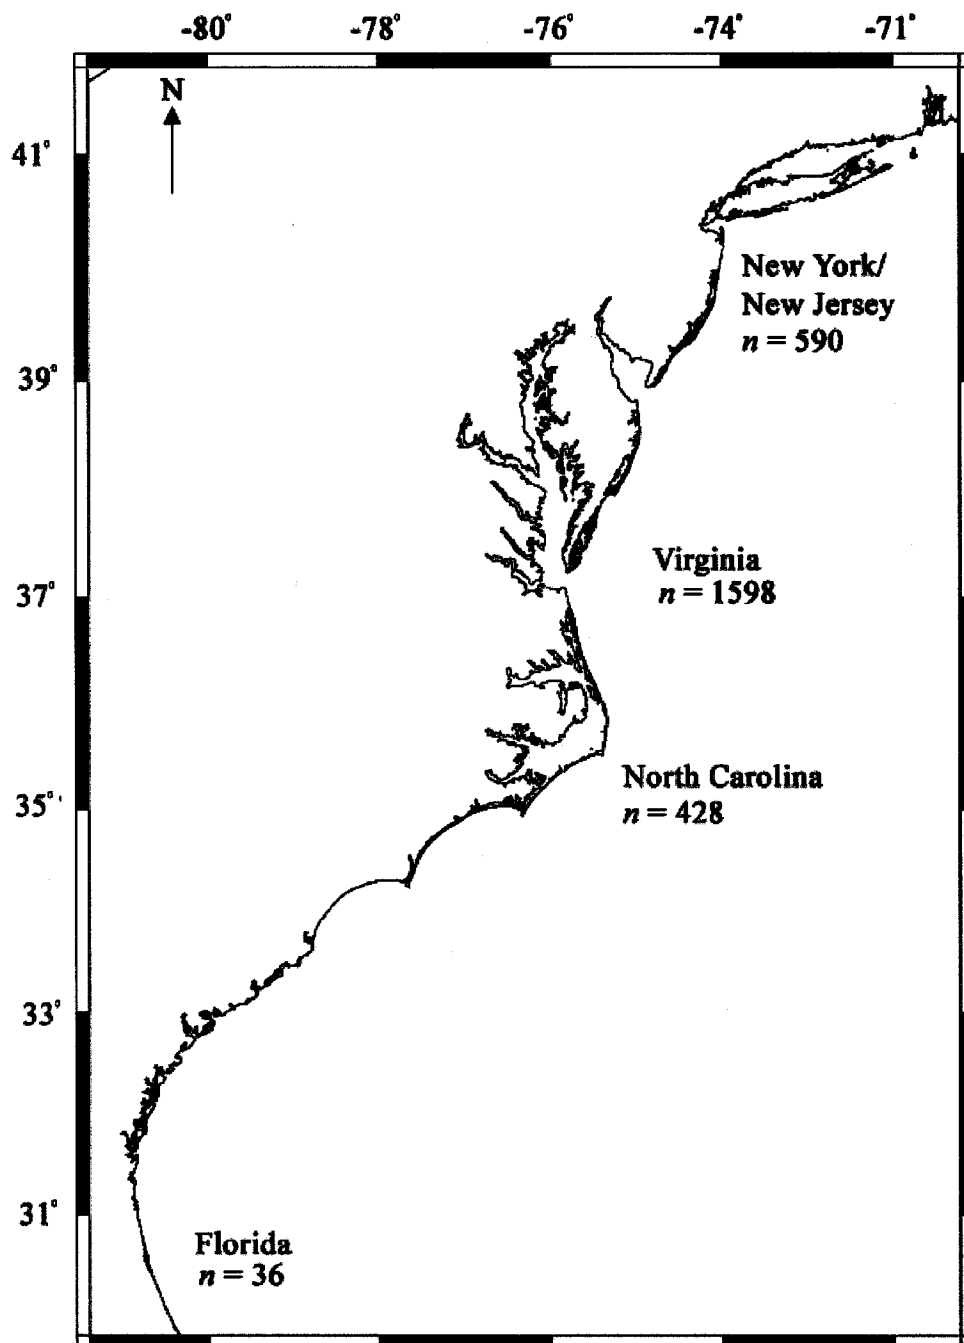 -80° -78° -76° -74° -71°
N
41°
New York/
New Jersey
n = 590
39°
Virginia
n = 1598
37°
North Carolina
n = 428
35°
33°
31°
Florida
n = 36